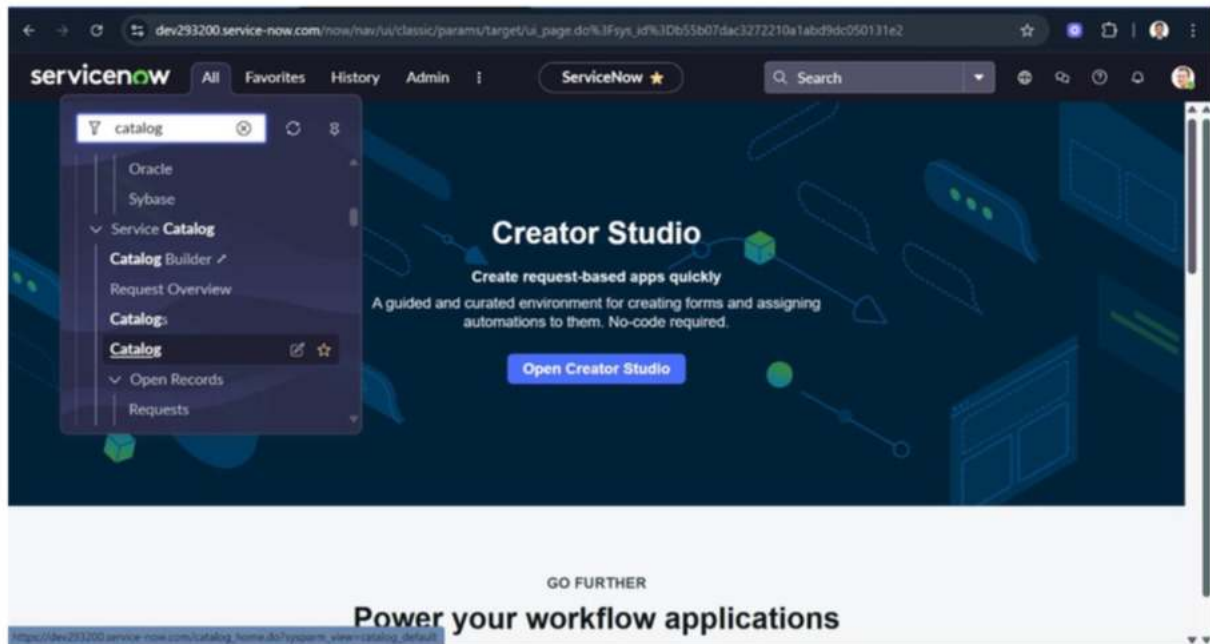 dev293200.service-now.com/now/nav/ui/classic/params/target/ui_page.do%3Fsys_id%3Db55b07dac3272210a1abd9dc050131e2
servicenow All Favorites History Admin ServiceNow Search
catalog
Oracle
Sybase
Service Catalog
Catalog Builder
Request Overview
Catalogs
Catalog
Open Records
Requests
Creator Studio
Create request-based apps quickly
A guided and curated environment for creating forms and assigning
automations to them. No-code required.
Open Creator Studio
GO FURTHER
Power your workflow applications
https://dev293200.service-now.com/catalog_home.do?sysparm_view=catalog_default